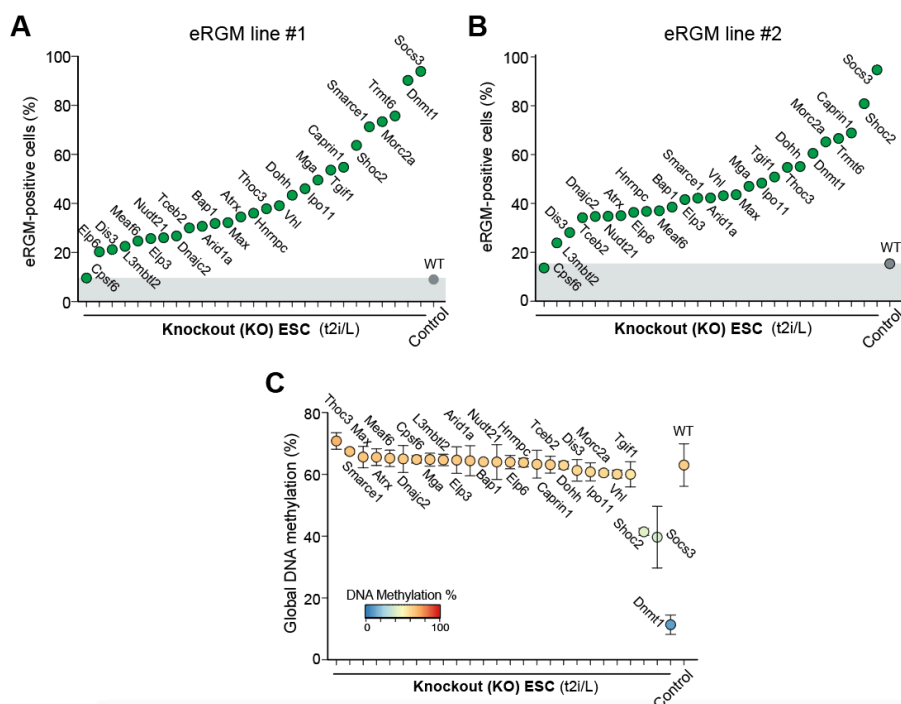 A
eRGM line #1
eRGM-positive cells (%)
100
80
60
40
20
0
Cpsf6
Elp6
Dis3
L3mbtl2
Meaf6
Elp3
Nudt21
Dnajc2
Tceb2
Arid1a
Bap1
Max
Atrx
Hnrnpc
Thoc3
Vhl
Dohh
Ipo11
Mga
Tgif1
Caprin1
Shoc2
Smarce1
Morc2a
Trmt6
Dnmt1
Socs3
WT
Knockout (KO) ESC (t2i/L)
Control
B
eRGM line #2
eRGM-positive cells (%)
100
80
60
40
20
0
Cpsf6
Dis3
L3mbtl2
Dnajc2
Tceb2
Atrx
Nudt21
Hnrnpc
Elp6
Bap1
Meaf6
Smarce1
Elp3
Vhl
Arid1a
Mga
Max
Tgif1
Ipo11
Dohh
Thoc3
Morc2a
Dnmt1
Caprin1
Trmt6
Shoc2
Socs3
WT
Knockout (KO) ESC (t2i/L)
Control
C
Global DNA methylation (%)
80
60
40
20
0
Thoc3
Smarce1
Max
Atrx
Meaf6
Dnajc2
Cpsf6
Mga
L3mbtl2
Elp3
Arid1a
Bap1
Nudt21
Elp6
Hnrnpc
Caprin1
Tceb2
Dohh
Dis3
Ipo11
Morc2a
Vhl
Tgif1
Shoc2
Socs3
Dnmt1
WT
DNA Methylation %
0
100
Knockout (KO) ESC (t2i/L)
Control